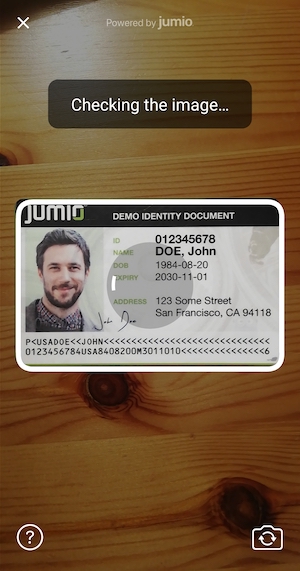 Powered by jumio
Checking the image…
jumio
DEMO IDENTITY DOCUMENT
ID 012345678
NAME DOE, John
DOB 1984-08-20
EXPIRY 2030-11-01
ADDRESS 123 Some Street
San Francisco, CA 94118
John Doe
P<USADOE<<JOHN<<<<<<<<<<<<<<<<<<<<<<<<<<<<<<
0123456784USA8408200M3011010<<<<<<<<<<<<<<<6
?